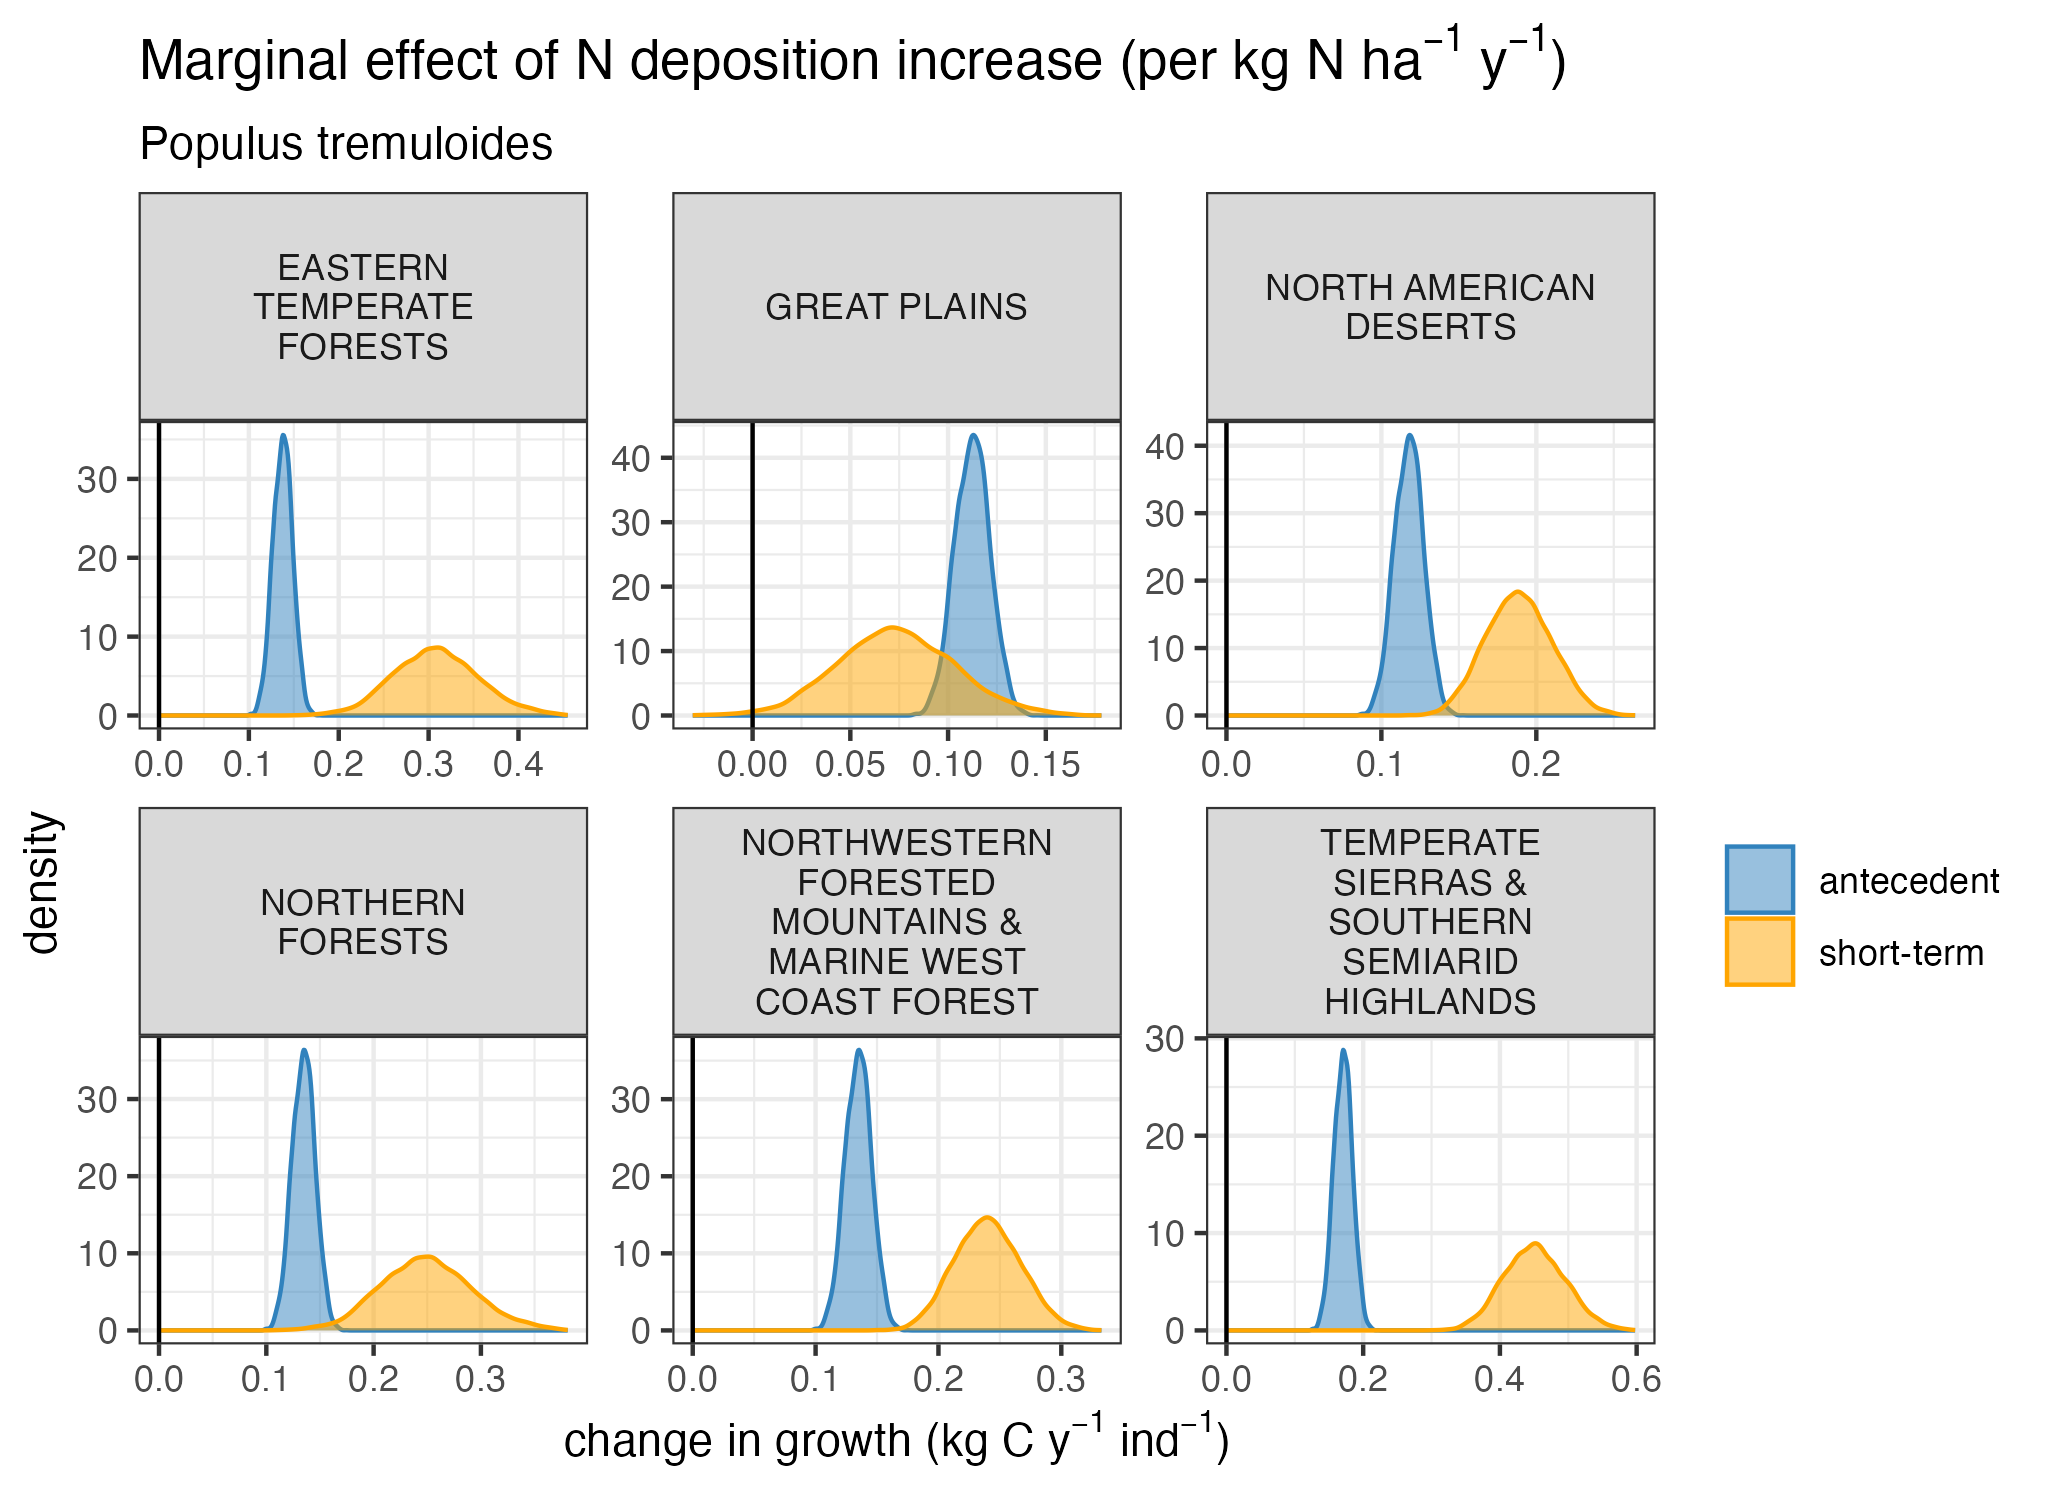 Marginal effect of N deposition increase (per kg N ha⁻¹ y⁻¹)
Populus tremuloides
EASTERN
TEMPERATE
FORESTS
GREAT PLAINS
NORTH AMERICAN
DESERTS
30
20
10
0
0.0 0.1 0.2 0.3 0.4
40
30
20
10
0
0.00 0.05 0.10 0.15
40
30
20
10
0
0.0 0.1 0.2
NORTHERN
FORESTS
NORTHWESTERN
FORESTED
MOUNTAINS &
MARINE WEST
COAST FOREST
TEMPERATE
SIERRAS &
SOUTHERN
SEMIARID
HIGHLANDS
30
20
10
0
0.0 0.1 0.2 0.3
30
20
10
0
0.0 0.1 0.2 0.3
30
20
10
0
0.0 0.2 0.4 0.6
density
change in growth (kg C y⁻¹ ind⁻¹)
antecedent
short-term